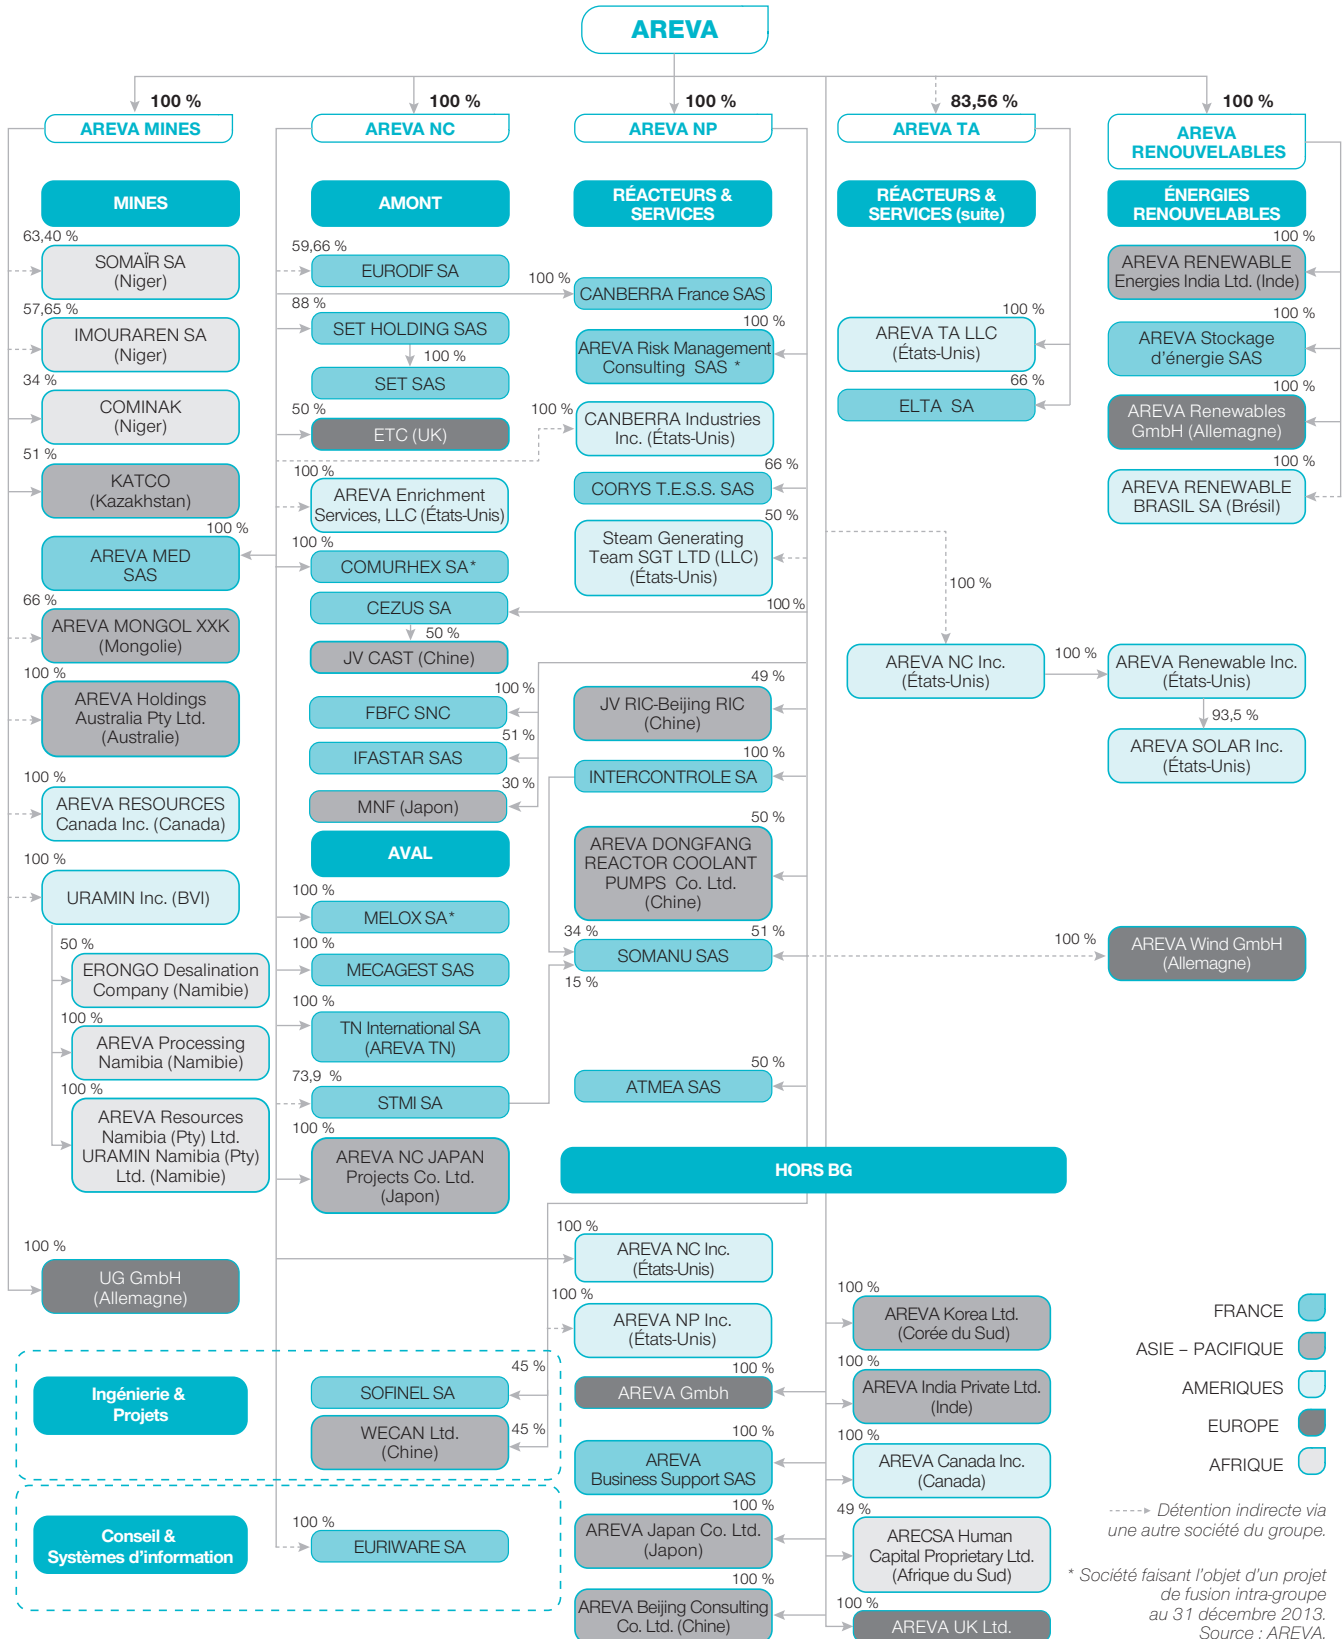 AREVA
100 %
AREVA MINES
100 %
AREVA NC
100 %
AREVA NP
83,56 %
AREVA TA
100 %
AREVA
RENOUVELABLES
MINES
63,40 %
SOMAÏR SA
(Niger)
57,65 %
IMOURAREN SA
(Niger)
34 %
COMINAK
(Niger)
51 %
KATCO
(Kazakhstan)
100 %
AREVA MED
SAS
66 %
AREVA MONGOL XXK
(Mongolie)
100 %
AREVA Holdings
Australia Pty Ltd.
(Australie)
100 %
AREVA RESOURCES
Canada Inc. (Canada)
100 %
URAMIN Inc. (BVI)
50 %
ERONGO Desalination
Company (Namibie)
100 %
AREVA Processing
Namibia (Namibie)
100 %
AREVA Resources
Namibia (Pty) Ltd.
URAMIN Namibia (Pty)
Ltd. (Namibie)
100 %
UG GmbH
(Allemagne)
AMONT
59,66 %
EURODIF SA
88 %
SET HOLDING SAS
100 %
SET SAS
50 %
ETC (UK)
100 %
AREVA Enrichment
Services, LLC (États-Unis)
100 %
COMURHEX SA*
CEZUS SA
100 %
50 %
JV CAST (Chine)
100 %
FBFC SNC
51 %
IFASTAR SAS
30 %
MNF (Japon)
AVAL
100 %
MELOX SA*
100 %
MECAGEST SAS
100 %
TN International SA
(AREVA TN)
73,9 %
STMI SA
100 %
AREVA NC JAPAN
Projects Co. Ltd.
(Japon)
RÉACTEURS &
SERVICES
100 %
CANBERRA France SAS
100 %
AREVA Risk Management
Consulting SAS *
100 %
CANBERRA Industries
Inc. (États-Unis)
66 %
CORYS T.E.S.S. SAS
50 %
Steam Generating
Team SGT LTD (LLC)
(États-Unis)
49 %
JV RIC-Beijing RIC
(Chine)
100 %
INTERCONTROLE SA
50 %
AREVA DONGFANG
REACTOR COOLANT
PUMPS Co. Ltd.
(Chine)
34 %
51 %
SOMANU SAS
15 %
50 %
ATMEA SAS
RÉACTEURS &
SERVICES (suite)
100 %
AREVA TA LLC
(États-Unis)
66 %
ELTA SA
100 %
AREVA NC Inc.
(États-Unis)
ÉNERGIES
RENOUVELABLES
100 %
AREVA RENEWABLE
Energies India Ltd. (Inde)
100 %
AREVA Stockage
d'énergie SAS
100 %
AREVA Renewables
GmbH (Allemagne)
100 %
AREVA RENEWABLE
BRASIL SA (Brésil)
100 %
AREVA Renewable Inc.
(États-Unis)
93,5 %
AREVA SOLAR Inc.
(États-Unis)
100 %
AREVA Wind GmbH
(Allemagne)
HORS BG
100 %
AREVA NC Inc.
(États-Unis)
100 %
AREVA NP Inc.
(États-Unis)
100 %
AREVA Gmbh
100 %
AREVA
Business Support SAS
100 %
AREVA Japan Co. Ltd.
(Japon)
100 %
AREVA Beijing Consulting
Co. Ltd. (Chine)
100 %
AREVA Korea Ltd.
(Corée du Sud)
100 %
AREVA India Private Ltd.
(Inde)
100 %
AREVA Canada Inc.
(Canada)
49 %
ARECSA Human
Capital Proprietary Ltd.
(Afrique du Sud)
100 %
AREVA UK Ltd.
Ingénierie &
Projets
45 %
SOFINEL SA
45 %
WECAN Ltd.
(Chine)
Conseil &
Systèmes d'information
100 %
EURIWARE SA
FRANCE
ASIE – PACIFIQUE
AMERIQUES
EUROPE
AFRIQUE
Détention indirecte via
une autre société du groupe.
* Société faisant l'objet d'un projet
de fusion intra-groupe
au 31 décembre 2013.
Source : AREVA.